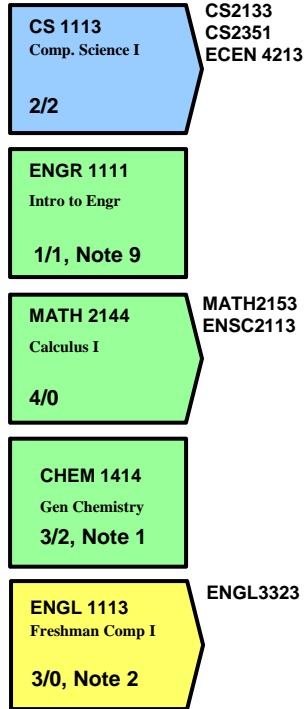 CS 1113
Comp. Science I
2/2
CS2133
CS2351
ECEN 4213
ENGR 1111
Intro to Engr
1/1, Note 9
MATH 2144
Calculus I
4/0
MATH2153
ENSC2113
CHEM 1414
Gen Chemistry
3/2, Note 1
ENGL 1113
Freshman Comp I
3/0, Note 2
ENGL3323